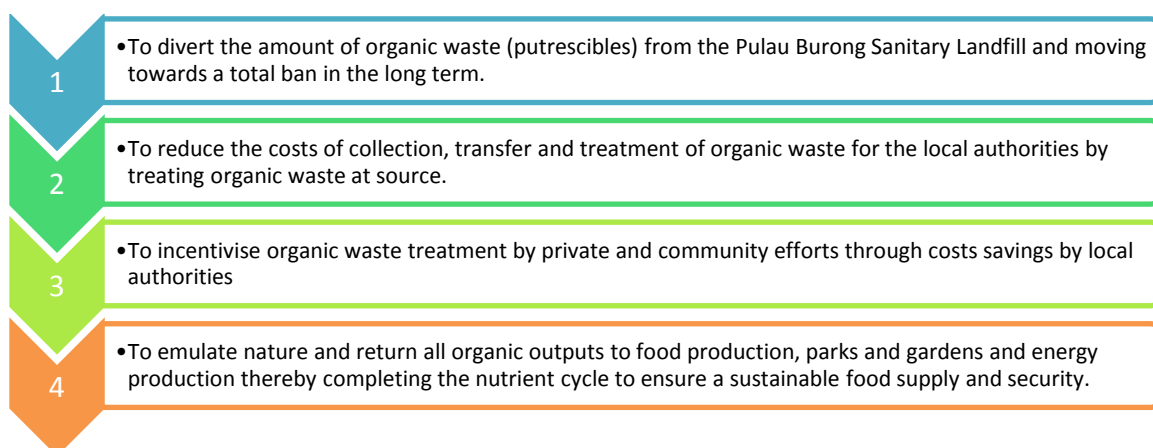 1
•To divert the amount of organic waste (putrescibles) from the Pulau Burong Sanitary Landfill and moving
towards a total ban in the long term.
2
•To reduce the costs of collection, transfer and treatment of organic waste for the local authorities by
treating organic waste at source.
3
•To incentivise organic waste treatment by private and community efforts through costs savings by local
authorities
4
•To emulate nature and return all organic outputs to food production, parks and gardens and energy
production thereby completing the nutrient cycle to ensure a sustainable food supply and security.